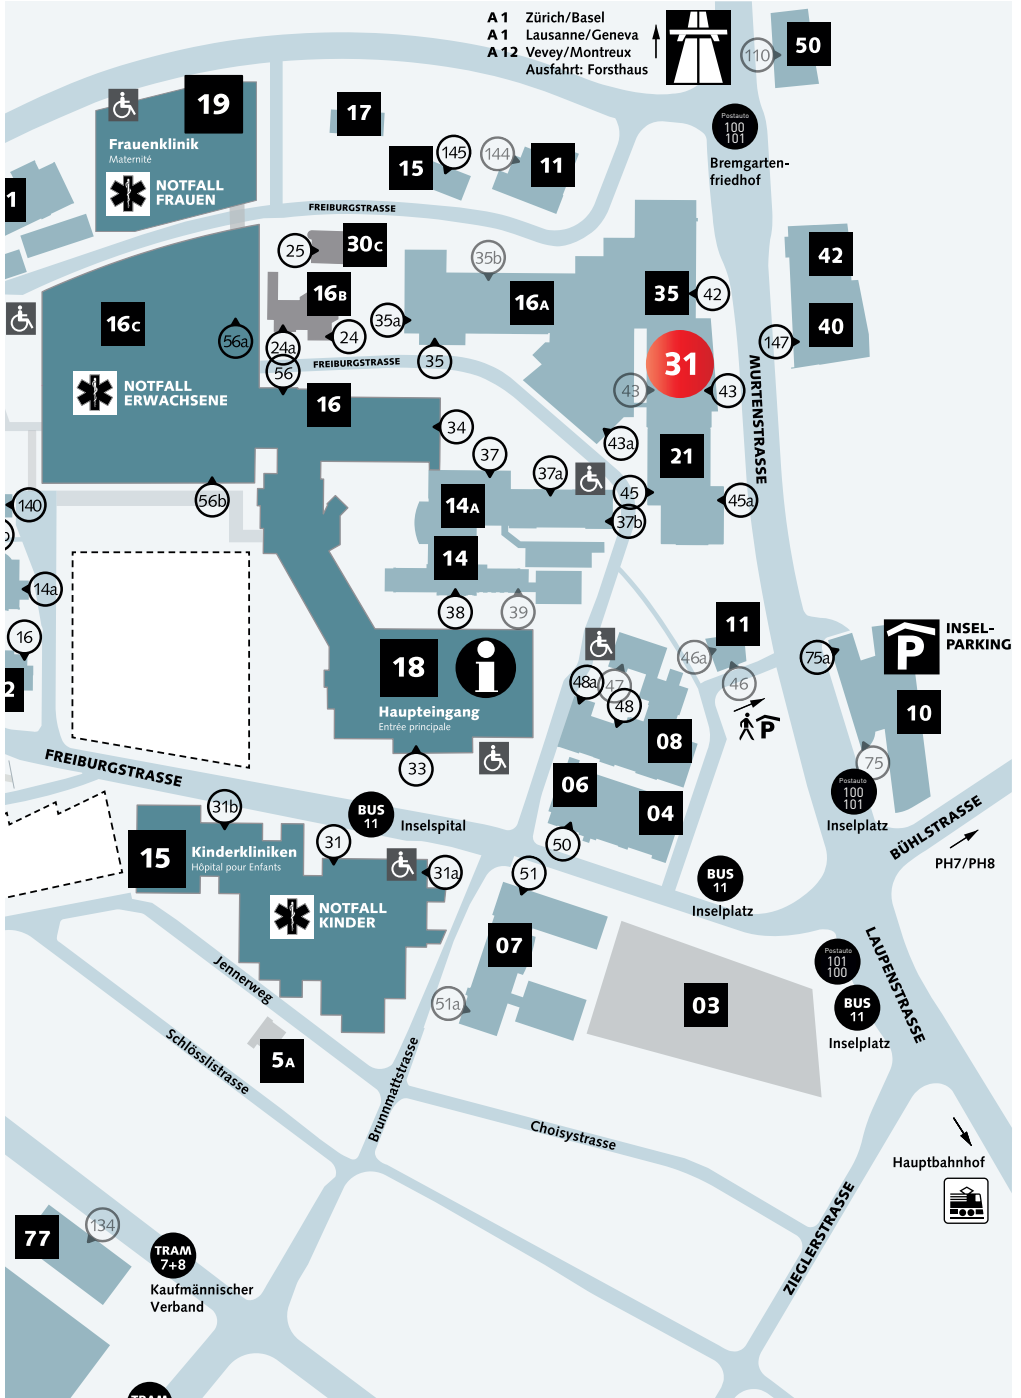 A 1 Zürich/Basel
A 1 Lausanne/Geneva
A 12 Vevey/Montreux
Ausfahrt: Forsthaus
110
50
19
Frauenklinik
Maternité
NOTFALL
FRAUEN
17
15
145
144
11
Postauto
100
101
Bremgarten-
friedhof
1
FREIBURGSTRASSE
25
30C
35b
16B
16A
35
42
42
16C
56a
24a
24
35a
40
147
56
FREIBURGSTRASSE
35
31
43
43
MURTENSTRASSE
NOTFALL
ERWACHSENE
16
34
43a
37
21
37a
140
56b
14A
45
45a
37b
14
14a
38
39
16
11
INSEL-
PARKING
P
2
18
46a
75a
48a
47
46
48
P
10
Haupteingang
Entrée principale
08
33
75
FREIBURGSTRASSE
06
Postauto
100
101
31b
BUS
11
Inselspital
04
Inselplatz
BÜHLSTRASSE
15
Kinderkliniken
Hôpital pour Enfants
31
50
PH7/PH8
31a
51
BUS
11
Inselplatz
NOTFALL
KINDER
07
LAUPENSTRASSE
Postauto
101
100
Jennerweg
51a
03
BUS
11
Inselplatz
Schlösslistrasse
5A
Brunnmattstrasse
Choisystrasse
Hauptbahnhof
ZIEGLERSTRASSE
77
134
TRAM
7+8
Kaufmännischer
Verband
TRAM